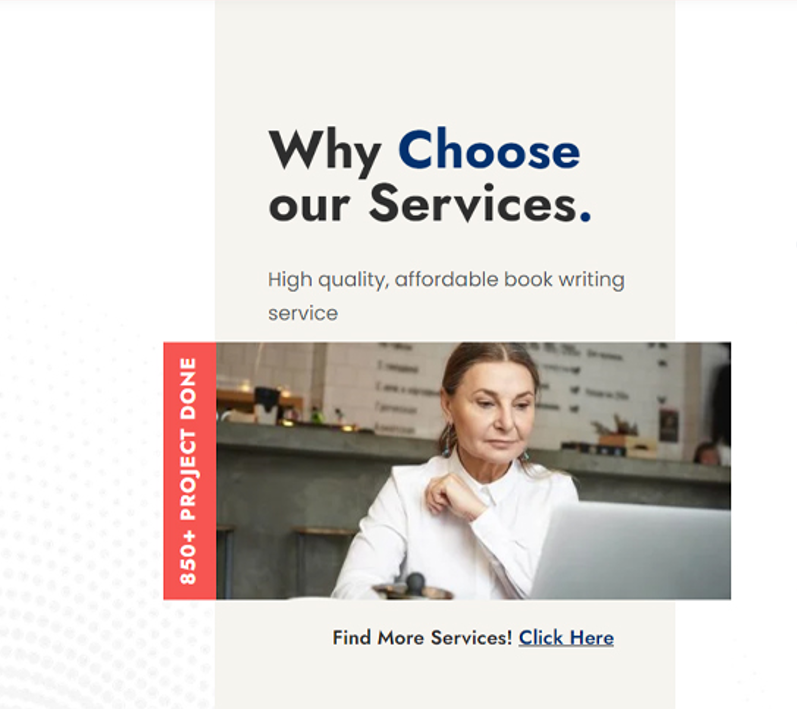 Why Choose
our Services.
High quality, affordable book writing
service
850+ PROJECT DONE
Find More Services! Click Here